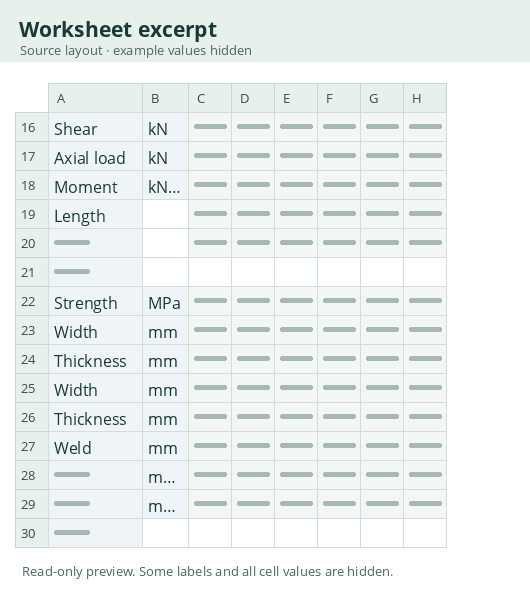 Worksheet excerpt
Source layout · example values hidden
A B C D E F G H
16 Shear kN
17 Axial load kN
18 Moment kN...
19 Length
20
21
22 Strength MPa
23 Width mm
24 Thickness mm
25 Width mm
26 Thickness mm
27 Weld mm
28 m...
29 m...
30
Read-only preview. Some labels and all cell values are hidden.